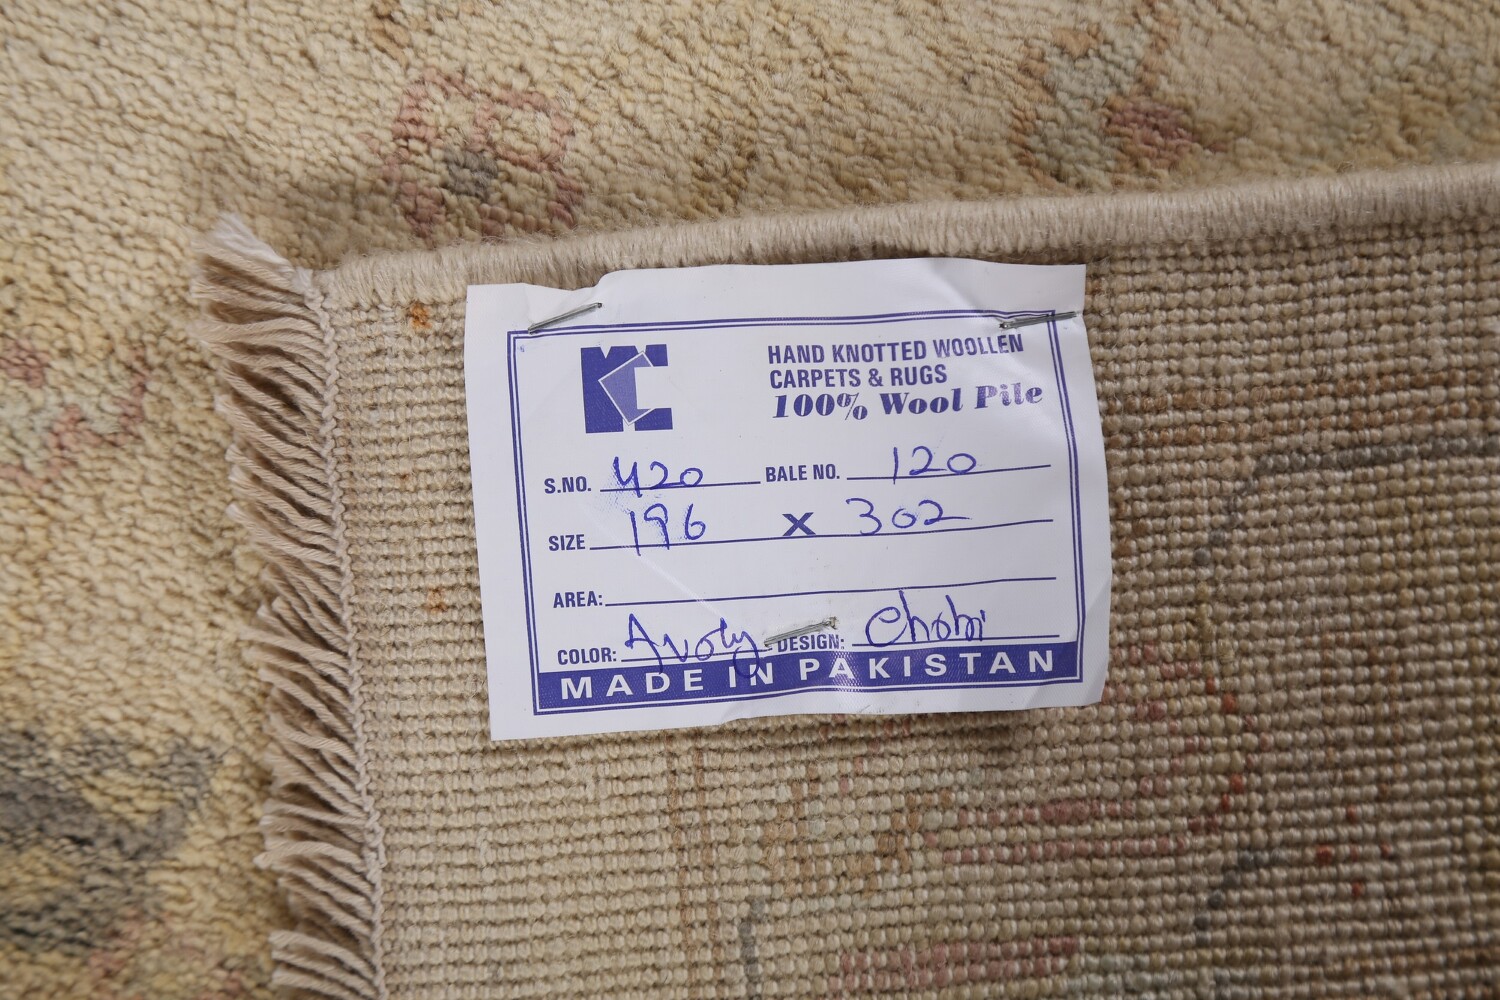 HAND KNOTTED WOOLLEN
CARPETS & RUGS
100% Wool Pile
S.NO. 420 BALE NO. 120
SIZE 196 X 302
AREA:
COLOR: Avoly DESIGN: Chobi
MADE IN PAKISTAN